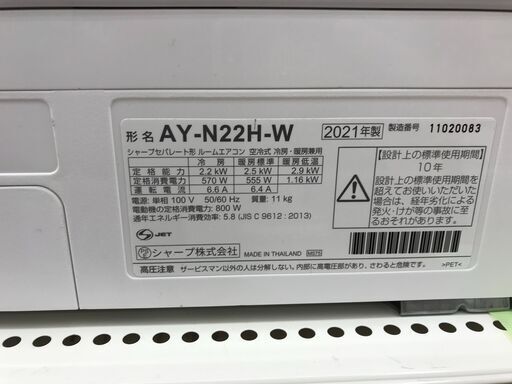 形名 AY-N22H-W 2021年製 製造番号 11020083
シャープセパレート形 ルームエアコン 空冷式 冷房・暖房兼用
冷房 暖房標準 暖房低温
定格能力 2.2 kW 2.5 kW 2.9 kW
定格消費電力 570 W 555 W 1.16 kW
運転電流 6.6 A 6.4 A
電源: 単相 100 V 50/60 Hz 質量: 11 kg
電動機の定格消費電力: 800 W
通年エネルギー消費効率: 5.8 (JIS C 9612 : 2013)
JET
シャープ株式会社 MADE IN THAILAND
高圧注意 サービスマン以外の人は分解しない。内部に高電圧部があり、さわると危険です。
【設計上の標準使用期間】
10年
設計上の標準使用期間を
超えてお使いいただいた
場合は、経年劣化による
発火・けが等の事故に至
るおそれがあります。
>PET<